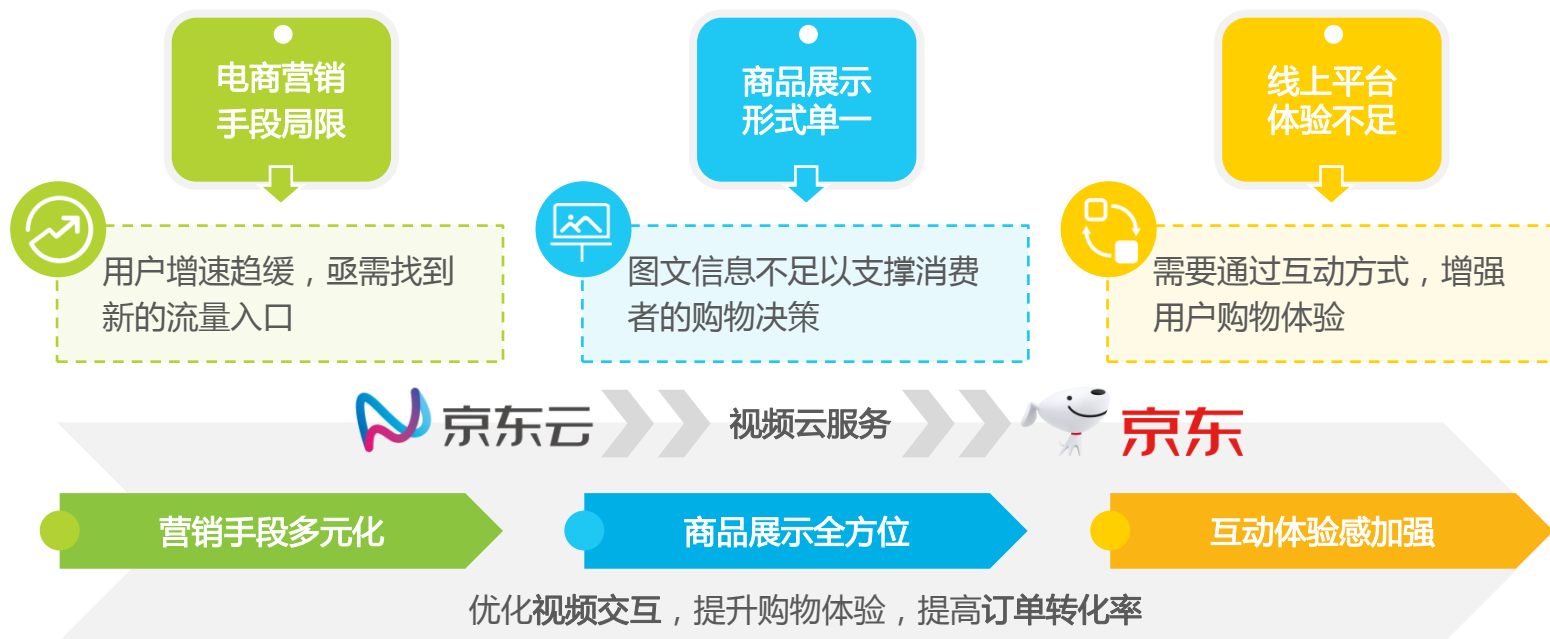 电商营销
手段局限
商品展示
形式单一
线上平台
体验不足
用户增速趋缓，亟需找到
新的流量入口
图文信息不足以支撑消费
者的购物决策
需要通过互动方式，增强
用户购物体验
京东云
视频云服务
京东
营销手段多元化
商品展示全方位
互动体验感加强
优化视频交互，提升购物体验，提高订单转化率